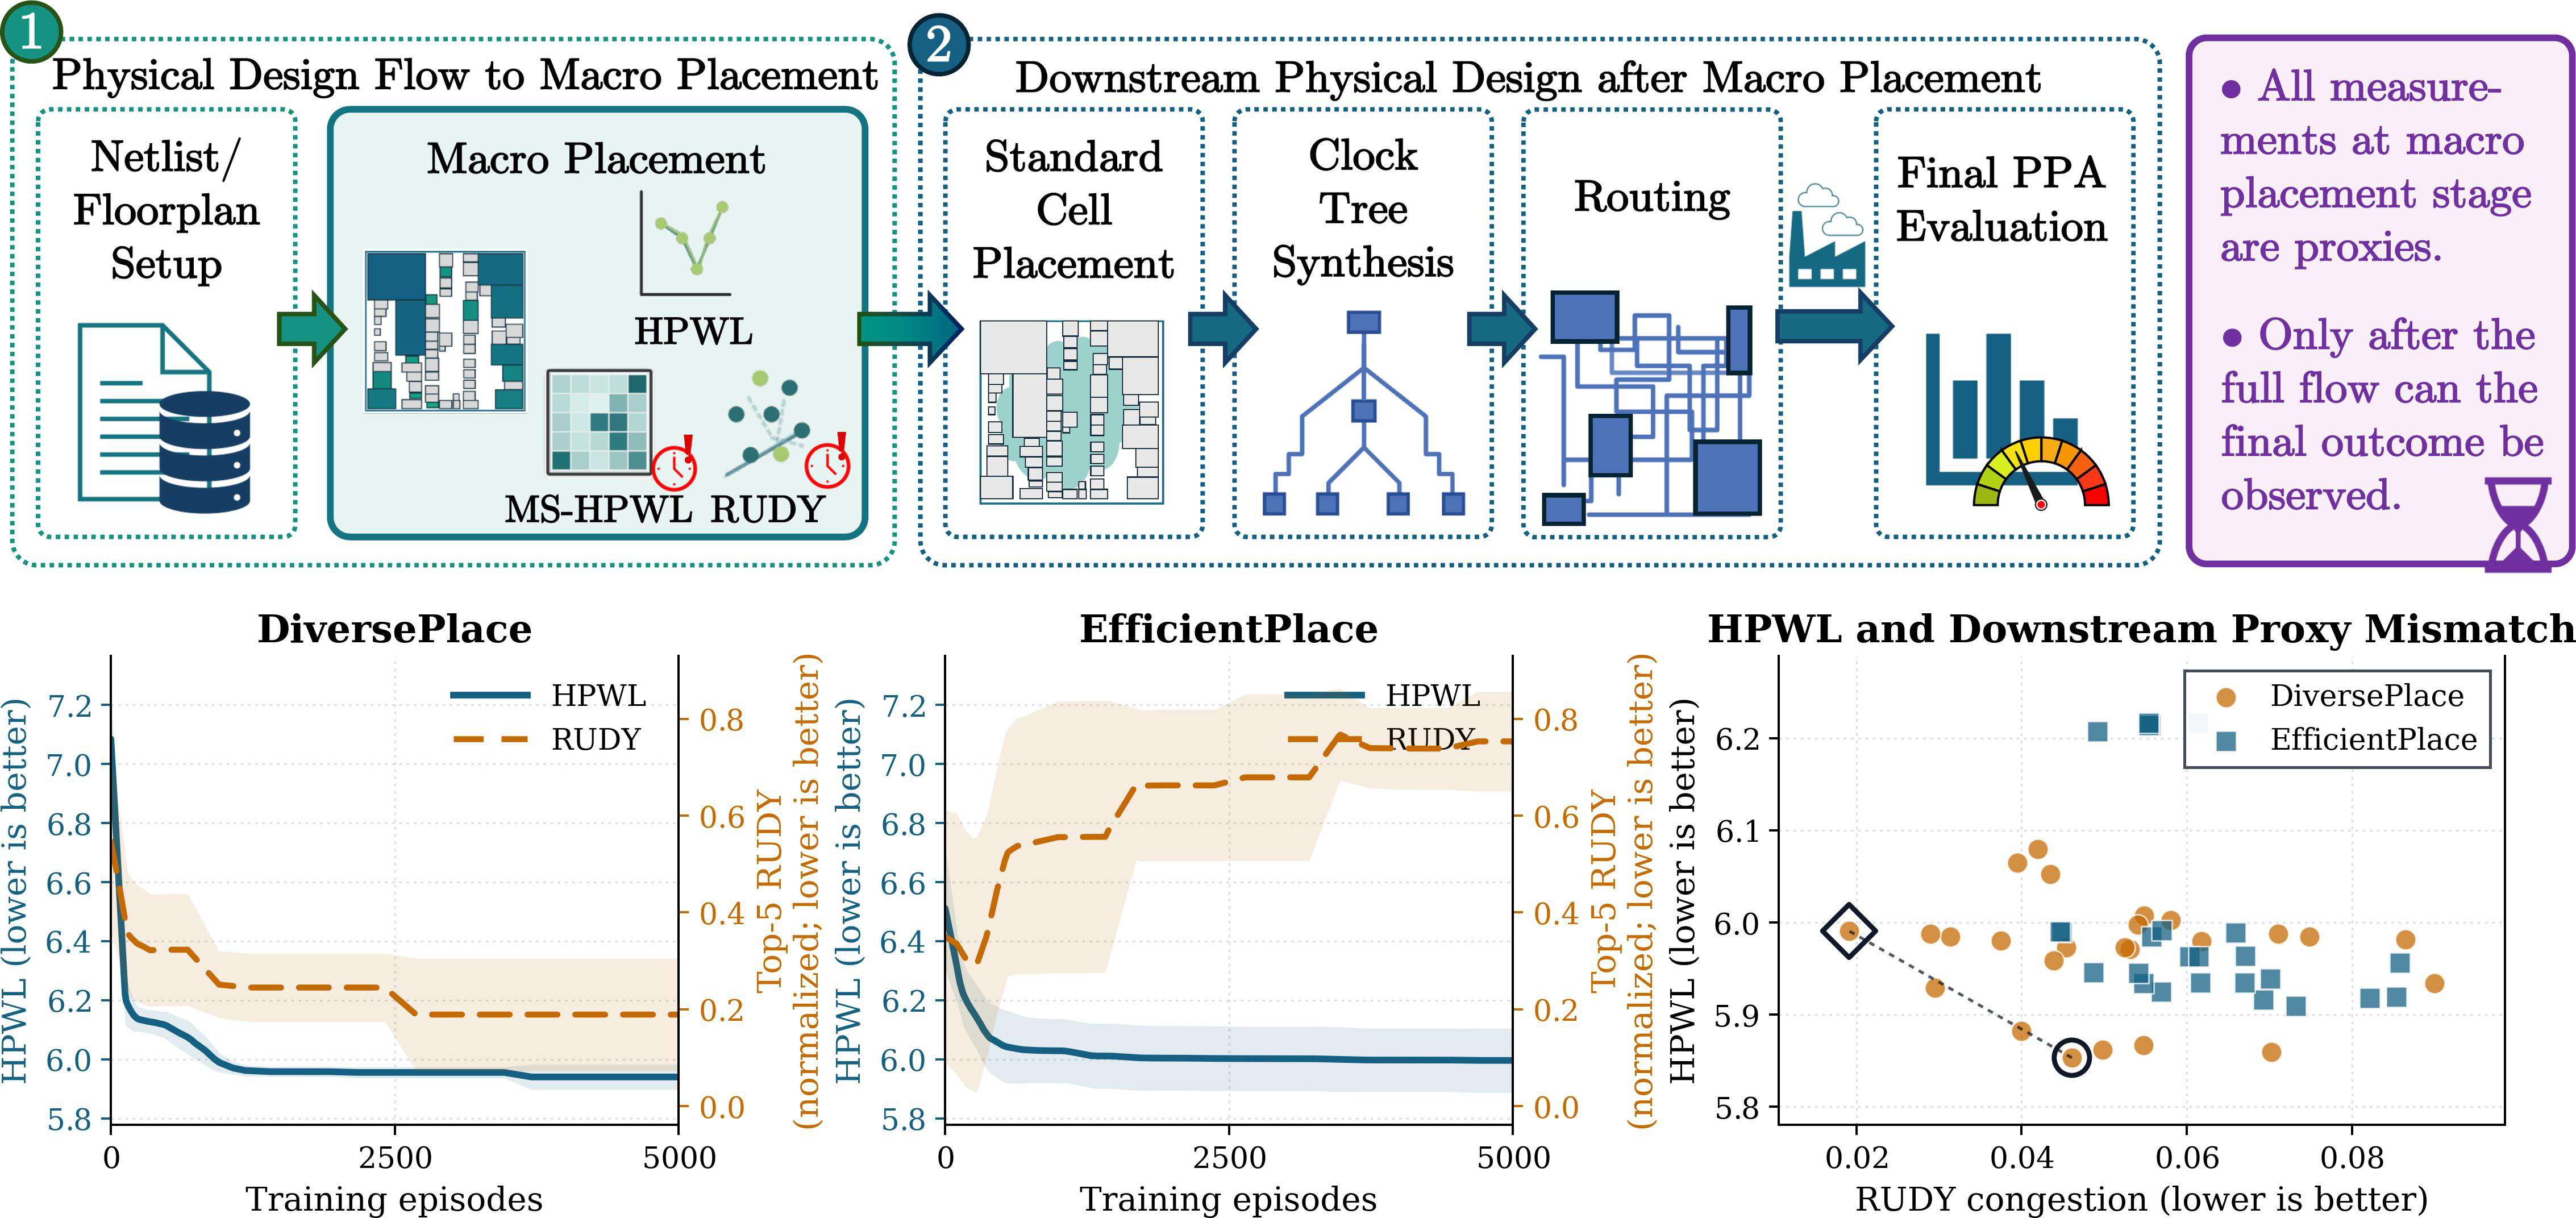 1
Physical Design Flow to Macro Placement
Netlist/
Floorplan
Setup
Macro Placement
HPWL
MS-HPWL
RUDY
2
Downstream Physical Design after Macro Placement
Standard
Cell
Placement
Clock
Tree
Synthesis
Routing
Final PPA
Evaluation
• All measure-
ments at macro
placement stage
are proxies.
• Only after the
full flow can the
final outcome be
observed.
DiversePlace
HPWL (lower is better)
7.2
7.0
6.8
6.6
6.4
6.2
6.0
5.8
HPWL
RUDY
0.8
0.6
0.4
0.2
0.0
Top-5 RUDY
(normalized; lower is better)
0
2500
5000
Training episodes
EfficientPlace
HPWL (lower is better)
7.2
7.0
6.8
6.6
6.4
6.2
6.0
5.8
HPWL
RUDY
0.8
0.6
0.4
0.2
0.0
Top-5 RUDY
(normalized; lower is better)
0
2500
5000
Training episodes
HPWL and Downstream Proxy Mismatch
HPWL (lower is better)
6.2
6.1
6.0
5.9
5.8
DiversePlace
EfficientPlace
0.02
0.04
0.06
0.08
RUDY congestion (lower is better)